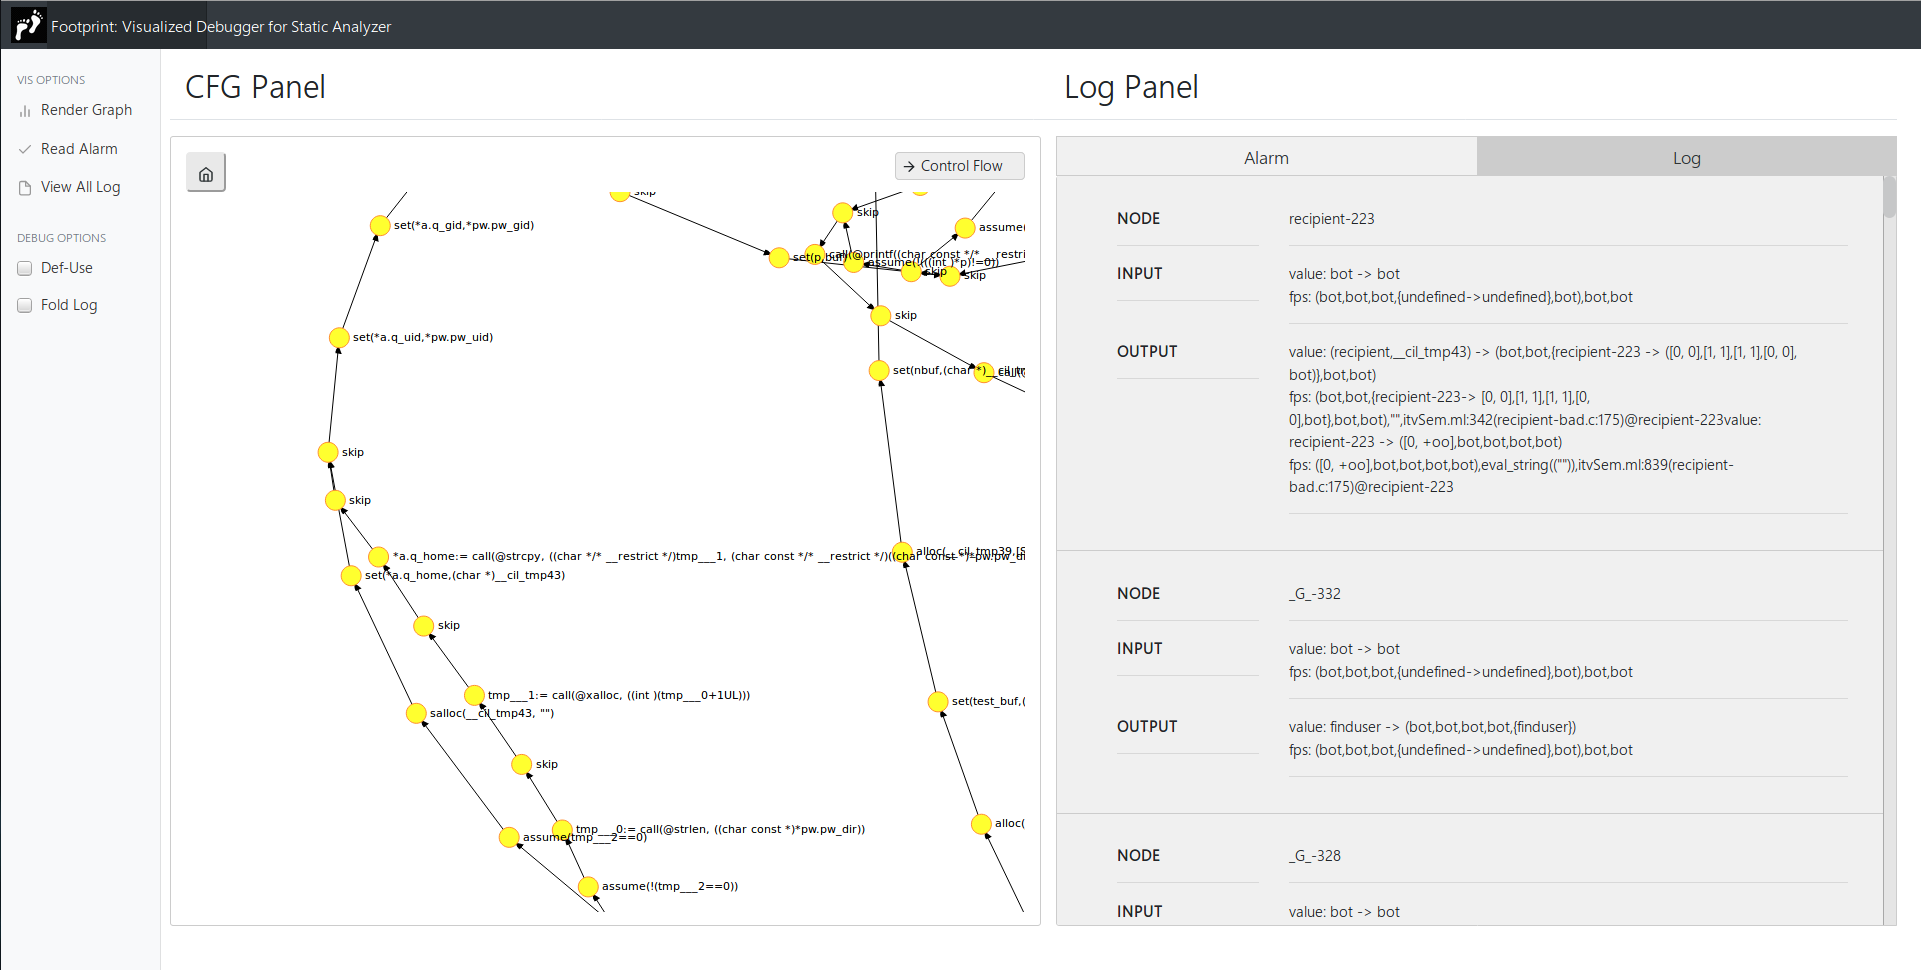 Footprint: Visualized Debugger for Static Analyzer
VIS OPTIONS
Render Graph
Read Alarm
View All Log
DEBUG OPTIONS
Def-Use
Fold Log
CFG Panel
Control Flow
skip
set(*a.q_gid,*pw.pw_gid)
skip
assume(
call(@printf((char const */* __restri
set(p,buf)
assume(!(((int )*p)!=0))
skip
skip
skip
set(*a.q_uid,*pw.pw_uid)
set(nbuf,(char *)__cil_tm
call(
skip
skip
alloc(__cil_tmp39,[S
*a.q_home:= call(@strcpy, ((char */* __restrict */)tmp___1, (char const */* __restrict */)((char const *)*pw.pw_di
set(*a.q_home,(char *)__cil_tmp43)
skip
tmp___1:= call(@xalloc, ((int )(tmp___0+1UL)))
set(test_buf,(
salloc(__cil_tmp43, "")
skip
alloc(
tmp___0:= call(@strlen, ((char const *)*pw.pw_dir))
assume(tmp___2==0)
assume(!(tmp___2==0))
Log Panel
Alarm
Log
NODE
recipient-223
INPUT
value: bot -> bot
fps: (bot,bot,bot,{undefined->undefined},bot),bot,bot
OUTPUT
value: (recipient,__cil_tmp43) -> (bot,bot,{recipient-223 -> ([0, 0],[1, 1],[1, 1],[0, 0],
bot)},bot,bot)
fps: (bot,bot,{recipient-223-> [0, 0],[1, 1],[1, 1],[0,
0],bot},bot,bot),"",itvSem.ml:342(recipient-bad.c:175)@recipient-223value:
recipient-223 -> ([0, +oo],bot,bot,bot,bot)
fps: ([0, +oo],bot,bot,bot,bot),eval_string(("")),itvSem.ml:839(recipient-
bad.c:175)@recipient-223
NODE
_G_-332
INPUT
value: bot -> bot
fps: (bot,bot,bot,{undefined->undefined},bot),bot,bot
OUTPUT
value: finduser -> (bot,bot,bot,bot,{finduser})
fps: (bot,bot,bot,{undefined->undefined},bot),bot,bot
NODE
_G_-328
INPUT
value: bot -> bot